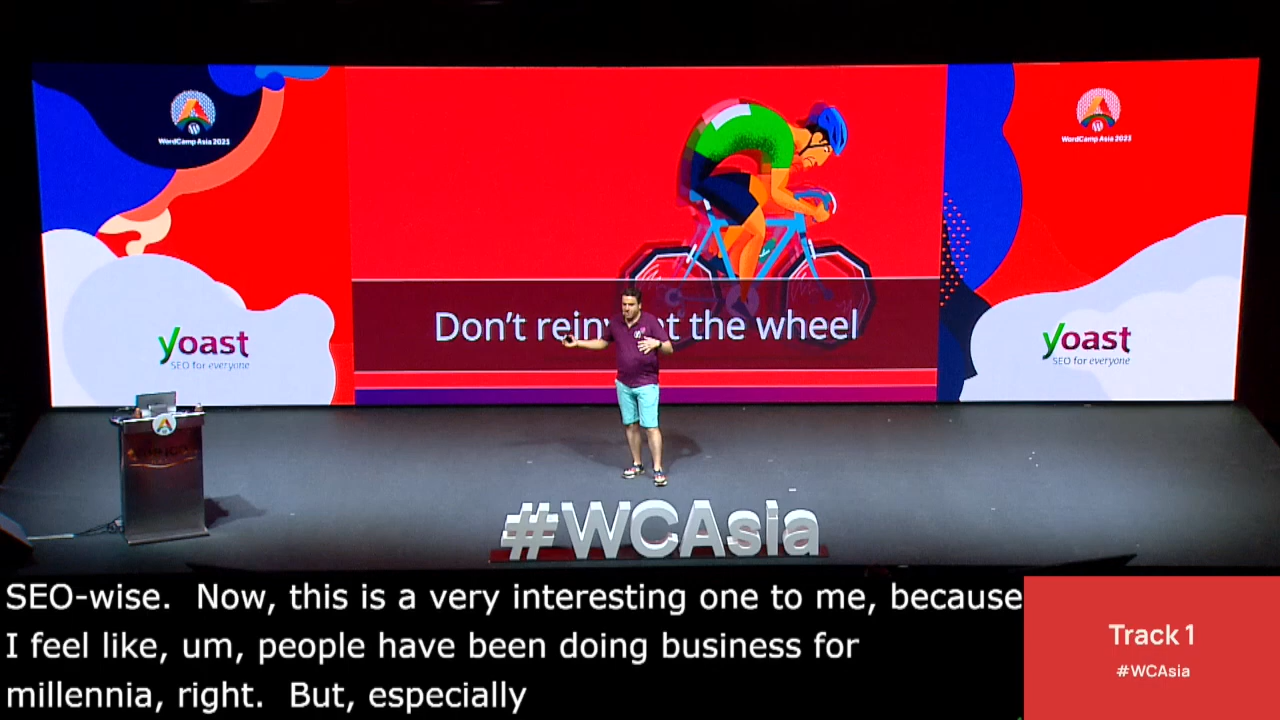 WordCamp Asia 2023
WordCamp Asia 2023
Don't reinvent the wheel
yoast
SEO for everyone
yoast
SEO for everyone
#WCAsia
SEO-wise.  Now, this is a very interesting one to me, because
I feel like, um, people have been doing business for
millennia, right.  But, especially
Track 1
#WCAsia